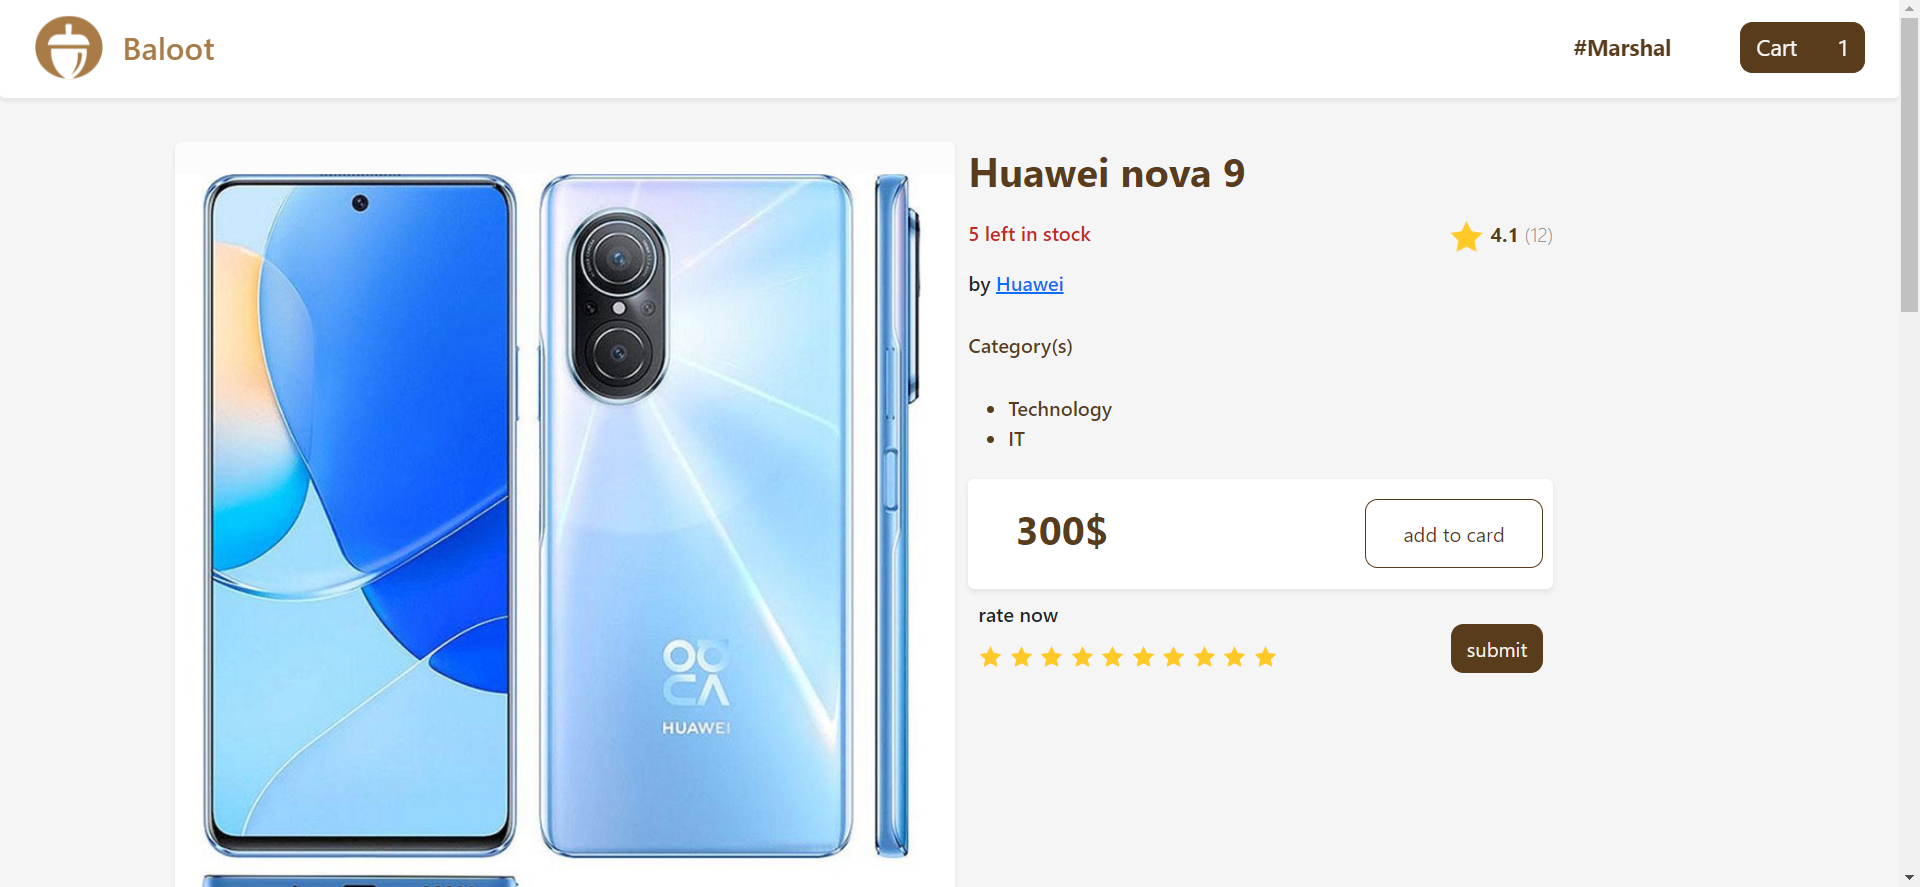 Baloot
#Marshal
Cart 1
Huawei nova 9
5 left in stock
4.1 (12)
by Huawei
Category(s)
Technology
IT
300$
add to card
rate now
submit
HUAWEI